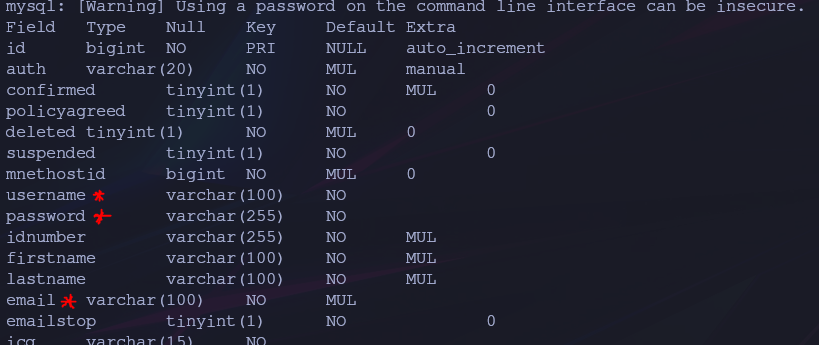 mysql: [Warning] Using a password on the command line interface can be insecure.
Field Type Null Key Default Extra
id bigint NO PRI NULL auto_increment
auth varchar(20) NO MUL manual
confirmed tinyint(1) NO MUL 0
policyagreed tinyint(1) NO 0
deleted tinyint(1) NO MUL 0
suspended tinyint(1) NO 0
mnethostid bigint NO MUL 0
username varchar(100) NO
password varchar(255) NO
idnumber varchar(255) NO MUL
firstname varchar(100) NO MUL
lastname varchar(100) NO MUL
email varchar(100) NO MUL
emailstop tinyint(1) NO 0
icq varchar(15) NO